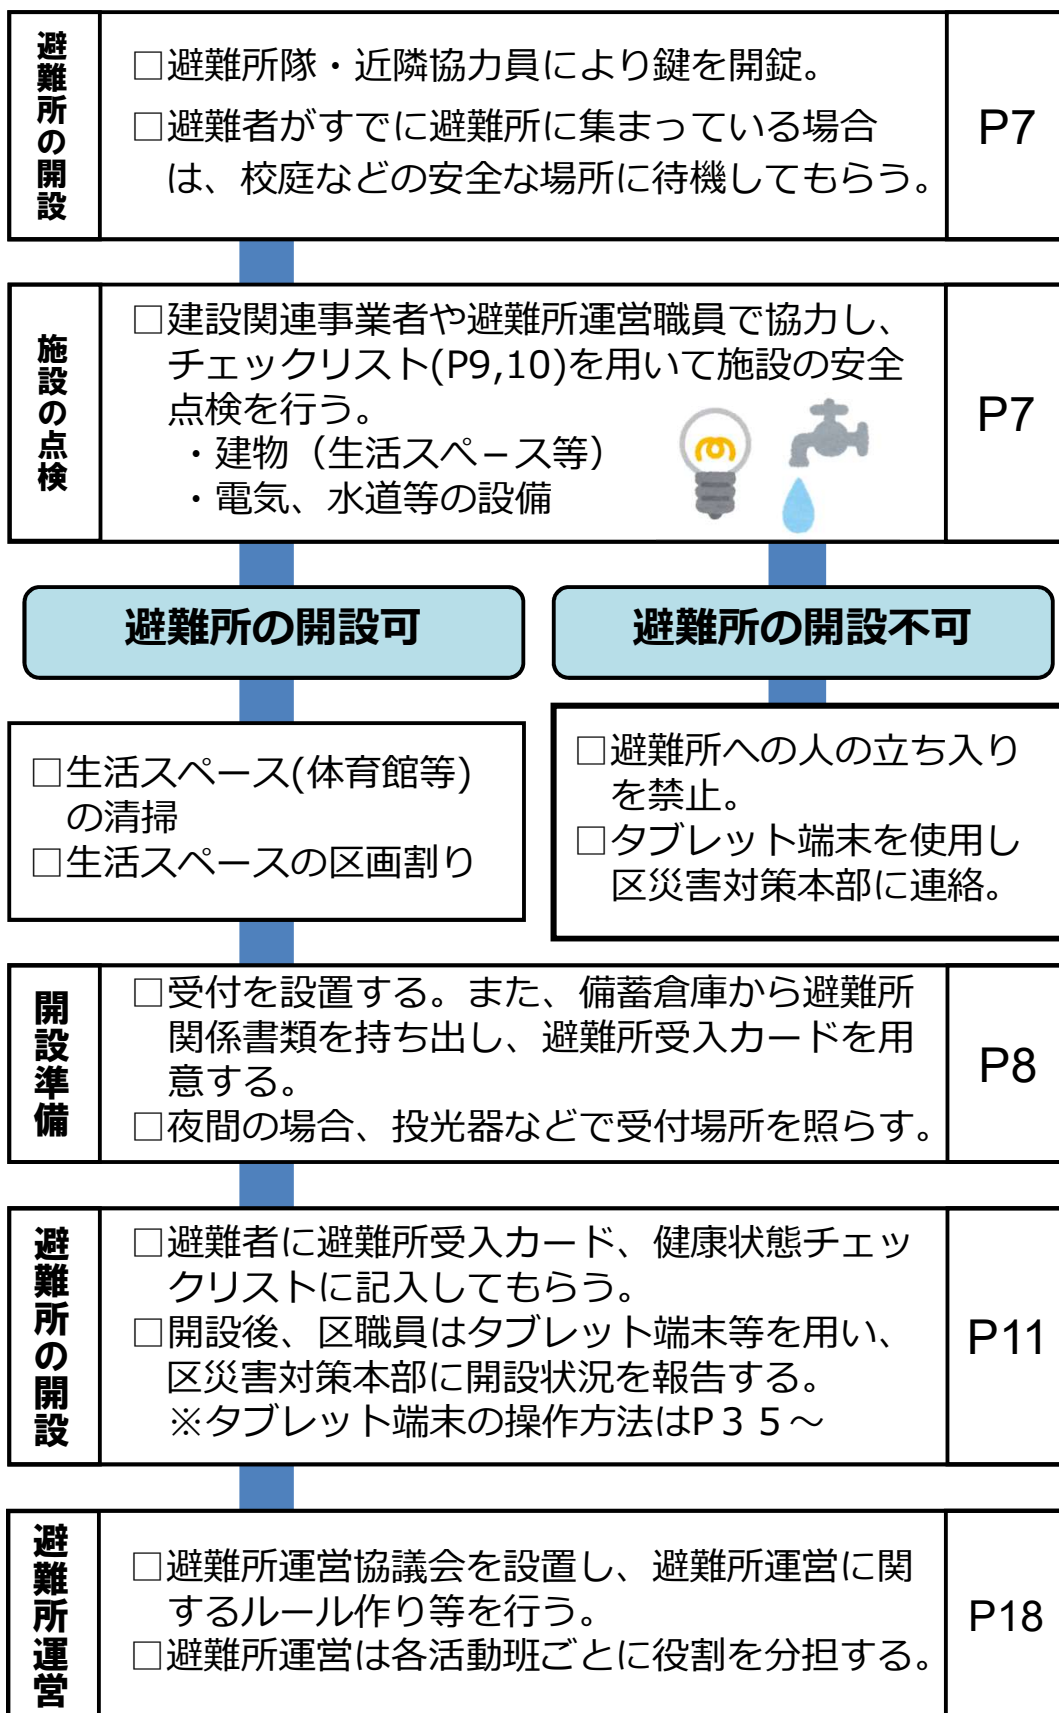 避難所の開設
□避難所隊・近隣協力員により鍵を開錠。
□避難者がすでに避難所に集まっている場合
は、校庭などの安全な場所に待機してもらう。
P7
施設の点検
□建設関連事業者や避難所運営職員で協力し、
チェックリスト(P9,10)を用いて施設の安全
点検を行う。
・建物（生活スペース等）
・電気、水道等の設備
P7
避難所の開設可
避難所の開設不可
□生活スペース(体育館等)
の清掃
□生活スペースの区画割り
□避難所への人の立ち入り
を禁止。
□タブレット端末を使用し
区災害対策本部に連絡。
開設準備
□受付を設置する。また、備蓄倉庫から避難所
関係書類を持ち出し、避難所受入カードを用
意する。
□夜間の場合、投光器などで受付場所を照らす。
P8
避難所の開設
□避難者に避難所受入カード、健康状態チェッ
クリストに記入してもらう。
□開設後、区職員はタブレット端末等を用い、
区災害対策本部に開設状況を報告する。
※タブレット端末の操作方法はP３５～
P11
避難所運営
□避難所運営協議会を設置し、避難所運営に関
するルール作り等を行う。
□避難所運営は各活動班ごとに役割を分担する。
P18